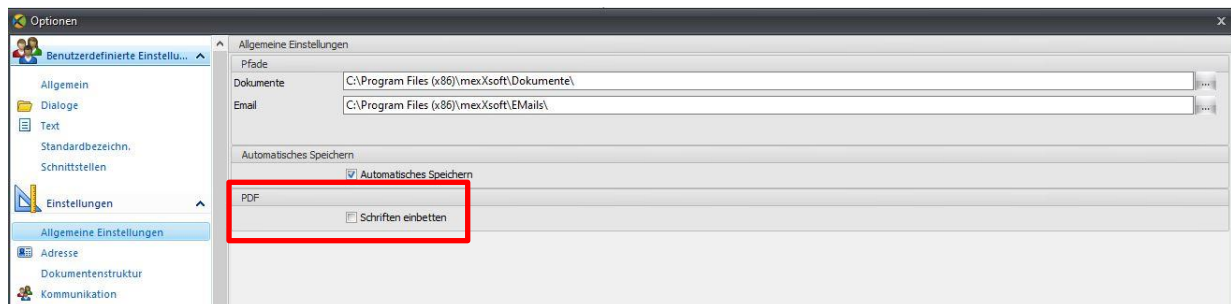 Optionen
x
Benutzerdefinierte Einstellu...
Allgemein
Dialoge
Text
Standardbezeichn.
Schnittstellen
Einstellungen
Allgemeine Einstellungen
Adresse
Dokumentenstruktur
Kommunikation
Allgemeine Einstellungen
Pfade
Dokumente
C:\Program Files (x86)\mexXsoft\Dokumente\
...
Email
C:\Program Files (x86)\mexXsoft\EMails\
...
Automatisches Speichern
Automatisches Speichern
PDF
Schriften einbetten